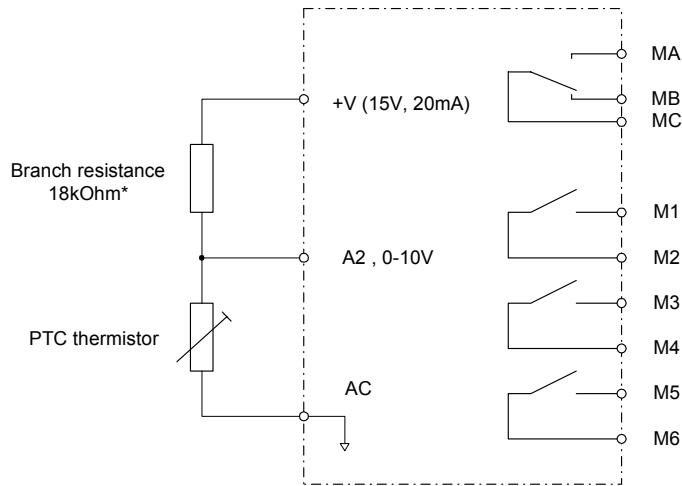 MA
+V (15V, 20mA)
MB
MC
Branch resistance
18kOhm*
M1
A2 , 0-10V
M2
M3
PTC thermistor
M4
AC
M5
M6